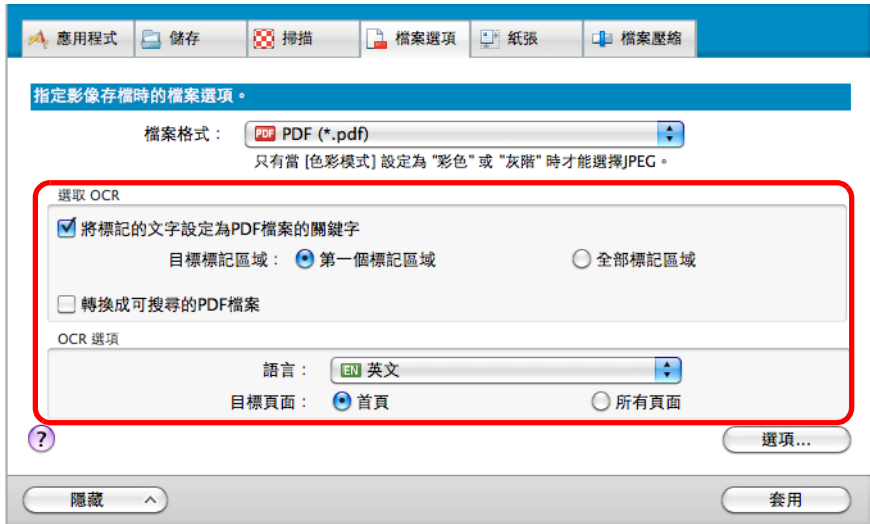 應用程式 儲存 掃描 檔案選項 紙張 檔案壓縮
指定影像存檔時的檔案選項。
檔案格式： PDF PDF (*.pdf)
只有當 [色彩模式] 設定為 "彩色" 或 "灰階" 時才能選擇JPEG。
選取 OCR
將標記的文字設定為PDF檔案的關鍵字
目標標記區域： 第一個標記區域 全部標記區域
轉換成可搜尋的PDF檔案
OCR 選項
語言： EN 英文
目標頁面： 首頁 所有頁面
? 選項...
隱藏 套用